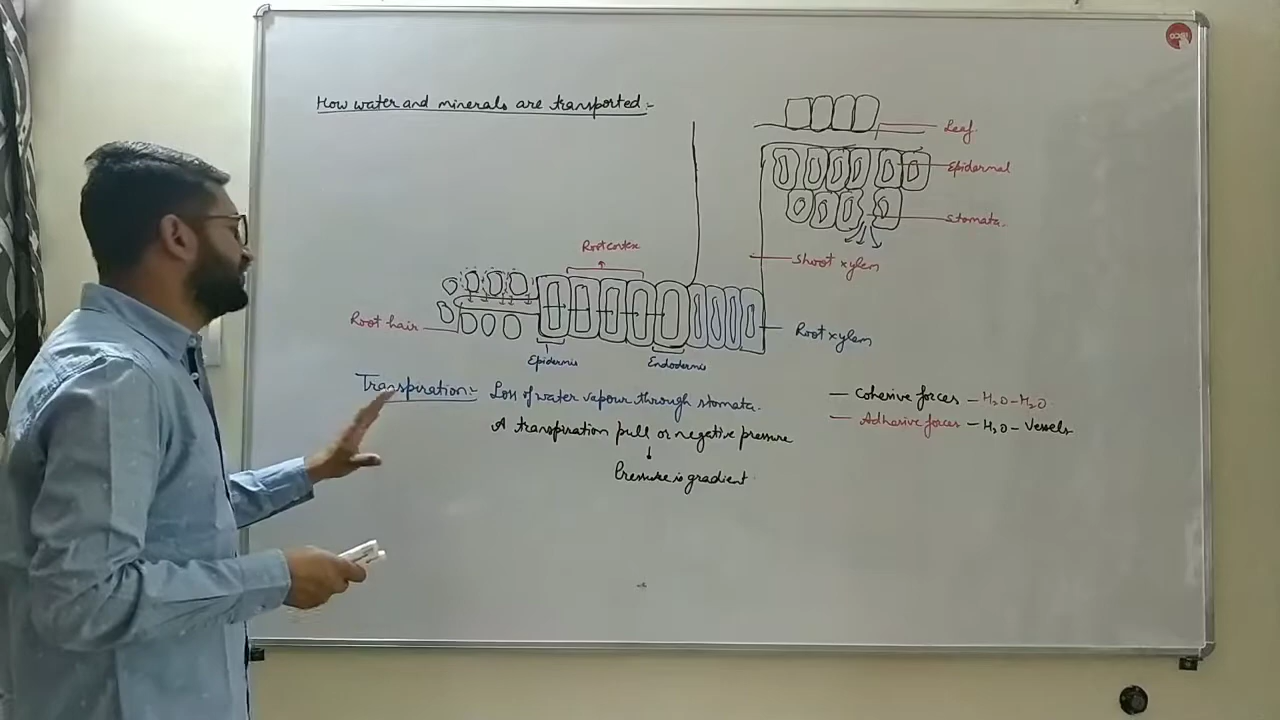 How water and minerals are transported:-
Leaf
Epidermal
Stomata.
Shoot xylem
Root cortex
Root hair
Root xylem
Epidermis
Endodermis
Transpiration:- Loss of water vapour through stomata.
A transpiration pull or negative pressure
Pressure is gradient
— Cohesive forces – H2O–H2O
— Adhesive forces – H2O – Vessels